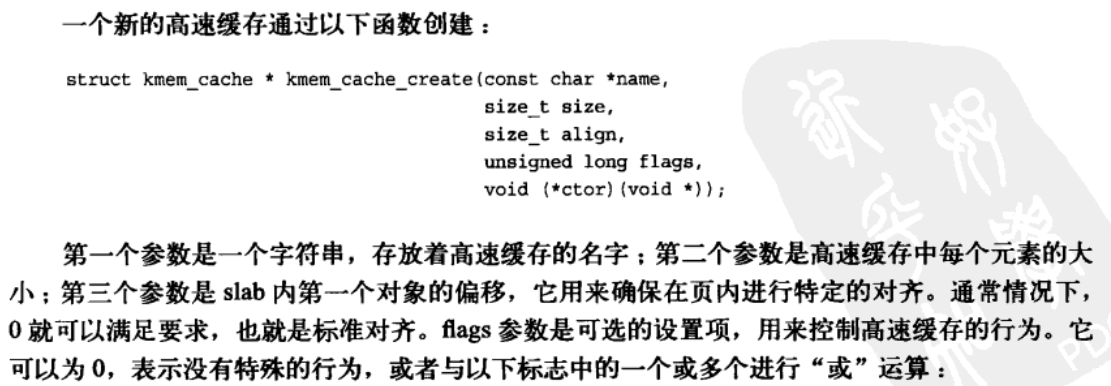 一个新的高速缓存通过以下函数创建：
struct kmem_cache * kmem_cache_create(const char *name,
size_t size,
size_t align,
unsigned long flags,
void (*ctor)(void *));
第一个参数是一个字符串，存放着高速缓存的名字；第二个参数是高速缓存中每个元素的大
小；第三个参数是 slab 内第一个对象的偏移，它用来确保在页内进行特定的对齐。通常情况下，
0 就可以满足要求，也就是标准对齐。flags 参数是可选的设置项，用来控制高速缓存的行为。它
可以为 0，表示没有特殊的行为，或者与以下标志中的一个或多个进行“或”运算：